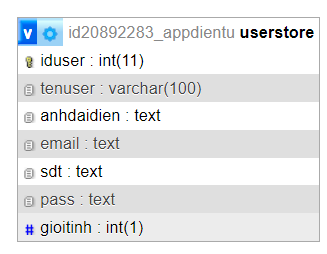 v id20892283_appdientu userstore
iduser : int(11)
tenuser : varchar(100)
anhdaidien : text
email : text
sdt : text
pass : text
# gioitinh : int(1)